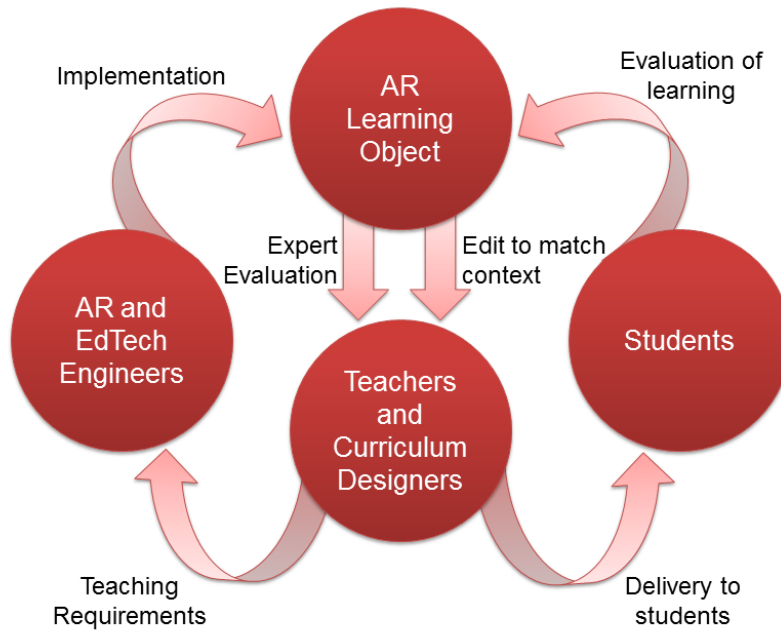 Implementation
Evaluation of
learning
AR
Learning
Object
Expert
Evaluation
Edit to match
context
AR and
EdTech
Engineers
Students
Teachers
and
Curriculum
Designers
Teaching
Requirements
Delivery to
students